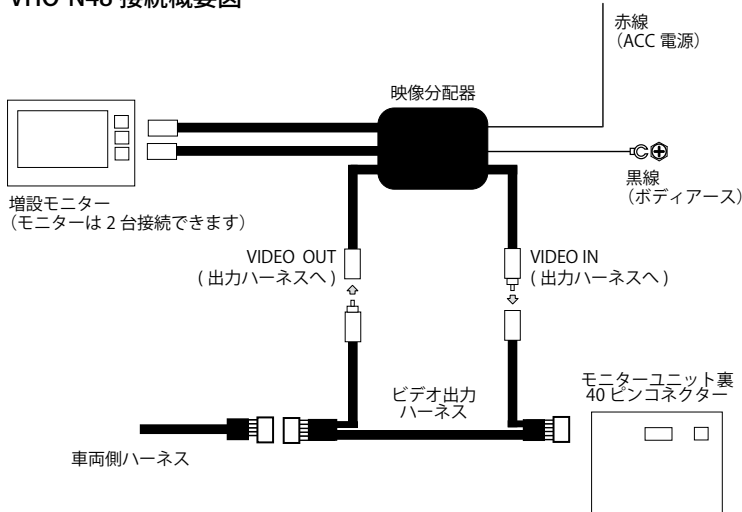 VHO-N48 接続概要図
赤線
（ACC 電源）
映像分配器
黒線
（ボディアース）
増設モニター
（モニターは 2 台接続できます）
VIDEO OUT
( 出力ハーネスへ )
VIDEO IN
( 出力ハーネスへ )
ビデオ出力
ハーネス
モニターユニット裏
40 ピンコネクター
車両側ハーネス